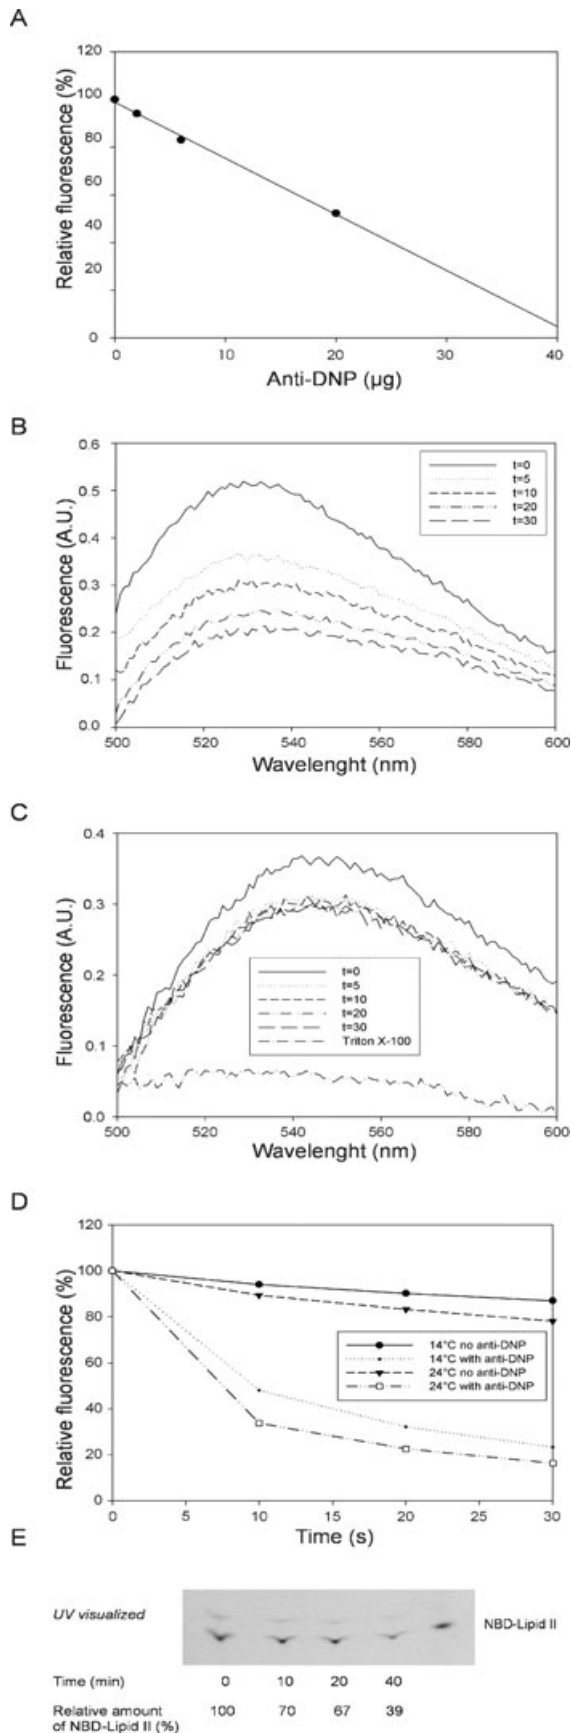 A
120
100
80
60
40
20
0
Relative fluorescence (%)
0 10 20 30 40
Anti-DNP (µg)
B
0.6
0.5
0.4
0.3
0.2
0.1
0.0
Fluorescence (A.U.)
t=0
t=5
t=10
t=20
t=30
500 520 540 560 580 600
Wavelenght (nm)
C
0.4
0.3
0.2
0.1
0.0
Fluorescence (A.U.)
t=0
t=5
t=10
t=20
t=30
Triton X-100
500 520 540 560 580 600
Wavelenght (nm)
D
120
100
80
60
40
20
0
Relative fluorescence (%)
14°C no anti-DNP
14°C with anti-DNP
24°C no anti-DNP
24°C with anti-DNP
0 5 10 15 20 25 30
Time (s)
E
UV visualized
NBD-Lipid II
Time (min) 0 10 20 40
Relative amount 100 70 67 39
of NBD-Lipid II (%)